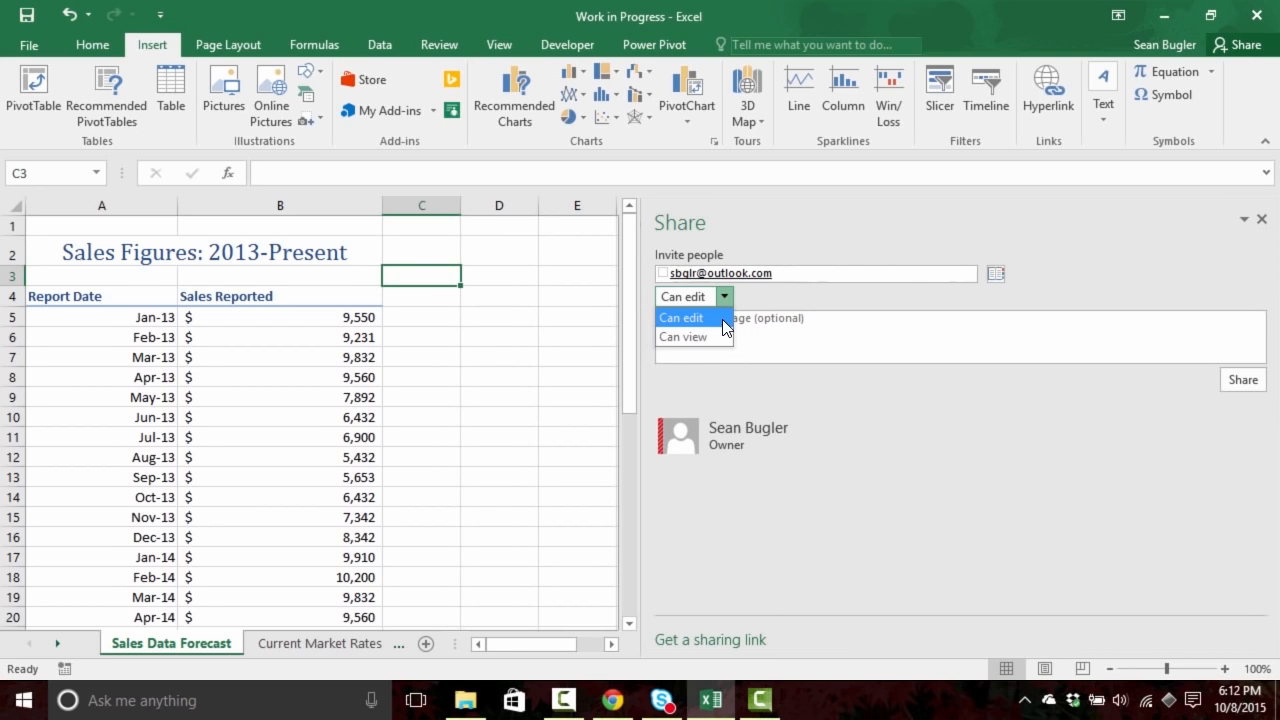 Work in Progress - Excel
File Home Insert Page Layout Formulas Data Review View Developer Power Pivot Tell me what you want to do... Sean Bugler Share
PivotTable Recommended PivotTables Table
Tables
Pictures Online Pictures
Illustrations
Store
My Add-ins
Add-ins
Recommended Charts PivotChart
Charts
3D Map
Tours
Line Column Win/Loss
Sparklines
Slicer Timeline
Filters
Hyperlink
Links
Text
π Equation
Ω Symbol
Symbols
C3 fx
A B C D E
1
2 Sales Figures: 2013-Present
3
4 Report Date Sales Reported
5 Jan-13 $ 9,550
6 Feb-13 $ 9,231
7 Mar-13 $ 9,832
8 Apr-13 $ 9,560
9 May-13 $ 7,892
10 Jun-13 $ 6,432
11 Jul-13 $ 6,900
12 Aug-13 $ 5,432
13 Sep-13 $ 5,653
14 Oct-13 $ 6,432
15 Nov-13 $ 7,342
16 Dec-13 $ 8,342
17 Jan-14 $ 9,910
18 Feb-14 $ 10,200
19 Mar-14 $ 9,832
20 Apr-14 $ 9,560
Share
Invite people
sbglr@outlook.com
Can edit
Can edit
(optional)
Can view
Share
Sean Bugler
Owner
Get a sharing link
Sales Data Forecast Current Market Rates ...
Ready 100%
Ask me anything
6:12 PM
10/8/2015